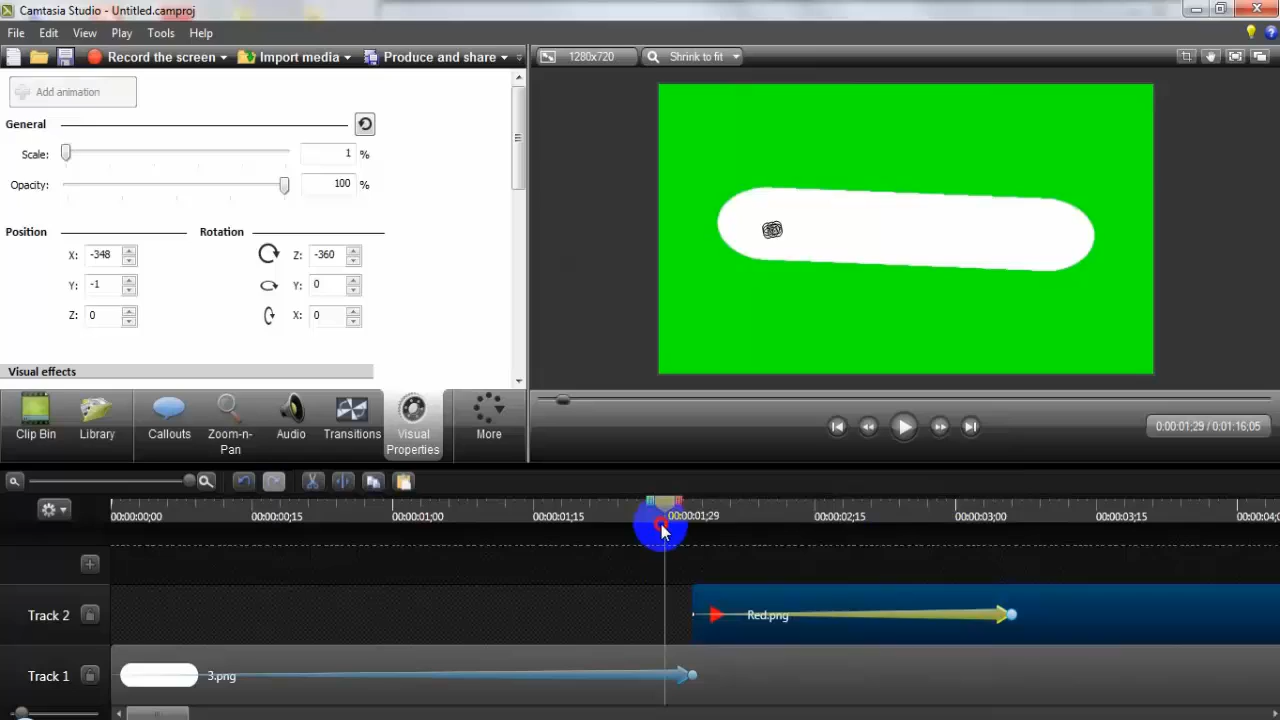 Camtasia Studio - Untitled.camproj
File Edit View Play Tools Help
Record the screen Import media Produce and share
1280x720 Shrink to fit
Add animation
General
Scale: 1 %
Opacity: 100 %
Position Rotation
X: -348 Z: -360
Y: -1 Y: 0
Z: 0 X: 0
Visual effects
Clip Bin Library Callouts Zoom-n-Pan Audio Transitions Visual Properties More
0:00:01;29 / 0:01:16;05
00:00:00;00 00:00:00;15 00:00:01;00 00:00:01;15 00:00:01;29 00:00:02;15 00:00:03;00 00:00:03;15 00:00:04;
Track 2 Red.png
Track 1 3.png